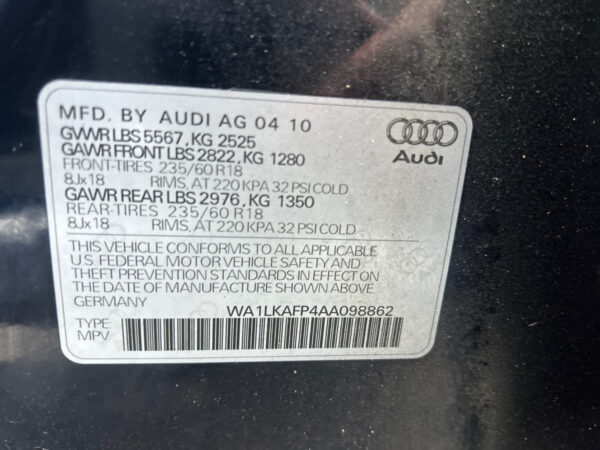 MFD. BY AUDI AG 04 10
GVWR LBS 5567, KG 2525
GAWR FRONT LBS 2822, KG 1280
FRONT-TIRES 235/60 R18
8Jx18 RIMS, AT 220 KPA 32 PSI COLD
GAWR REAR LBS 2976, KG 1350
REAR-TIRES 235/60 R18
8Jx18 RIMS, AT 220 KPA 32 PSI COLD
Audi
THIS VEHICLE CONFORMS TO ALL APPLICABLE
U.S. FEDERAL MOTOR VEHICLE SAFETY AND
THEFT PREVENTION STANDARDS IN EFFECT ON
THE DATE OF MANUFACTURE SHOWN ABOVE
GERMANY
WA1LKAFP4AA098862
TYPE
MPV